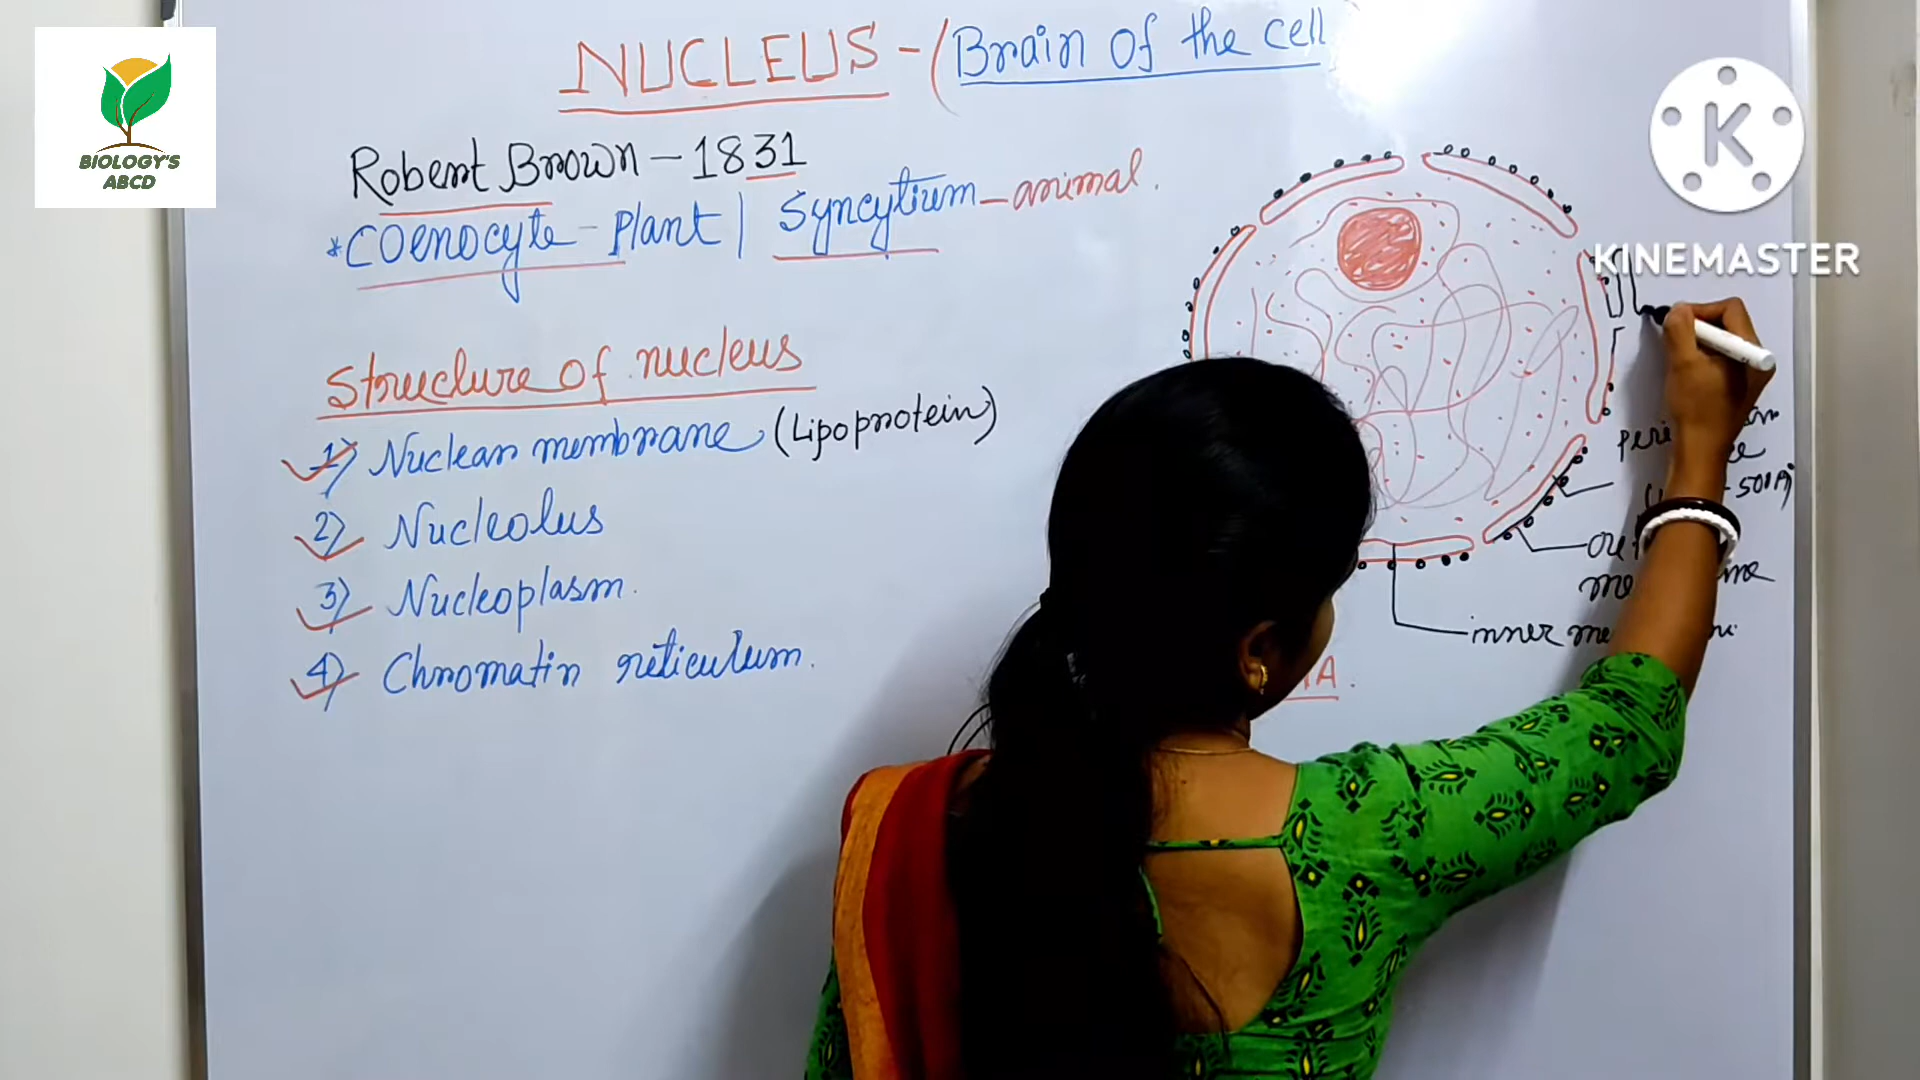 BIOLOGY'S
ABCD
NUCLEUS - (Brain of the cell
Robert Brown - 1831
* Coenocyte - Plant | Syncytium - animal.
Structure of nucleus
1) Nuclear membrane (Lipoprotein)
2) Nucleolus
3) Nucleoplasm.
4) Chromatin reticulum.
K
KINEMASTER
inner